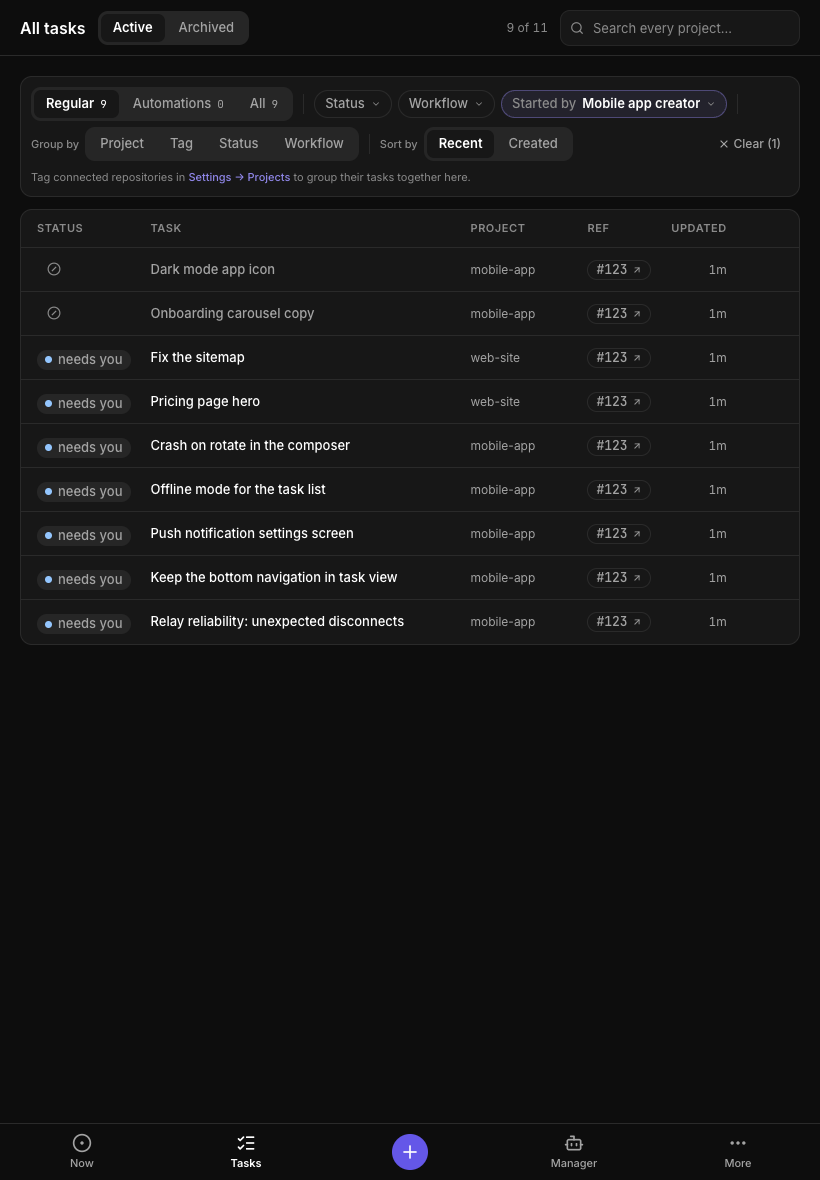 All tasks Active Archived 9 of 11 Search every project...
Regular 9 Automations 0 All 9 Status Workflow Started by Mobile app creator
Group by Project Tag Status Workflow Sort by Recent Created Clear (1)
Tag connected repositories in Settings → Projects to group their tasks together here.
STATUS TASK PROJECT REF UPDATED
Dark mode app icon mobile-app #123 1m
Onboarding carousel copy mobile-app #123 1m
needs you Fix the sitemap web-site #123 1m
needs you Pricing page hero web-site #123 1m
needs you Crash on rotate in the composer mobile-app #123 1m
needs you Offline mode for the task list mobile-app #123 1m
needs you Push notification settings screen mobile-app #123 1m
needs you Keep the bottom navigation in task view mobile-app #123 1m
needs you Relay reliability: unexpected disconnects mobile-app #123 1m
Now Tasks Manager More